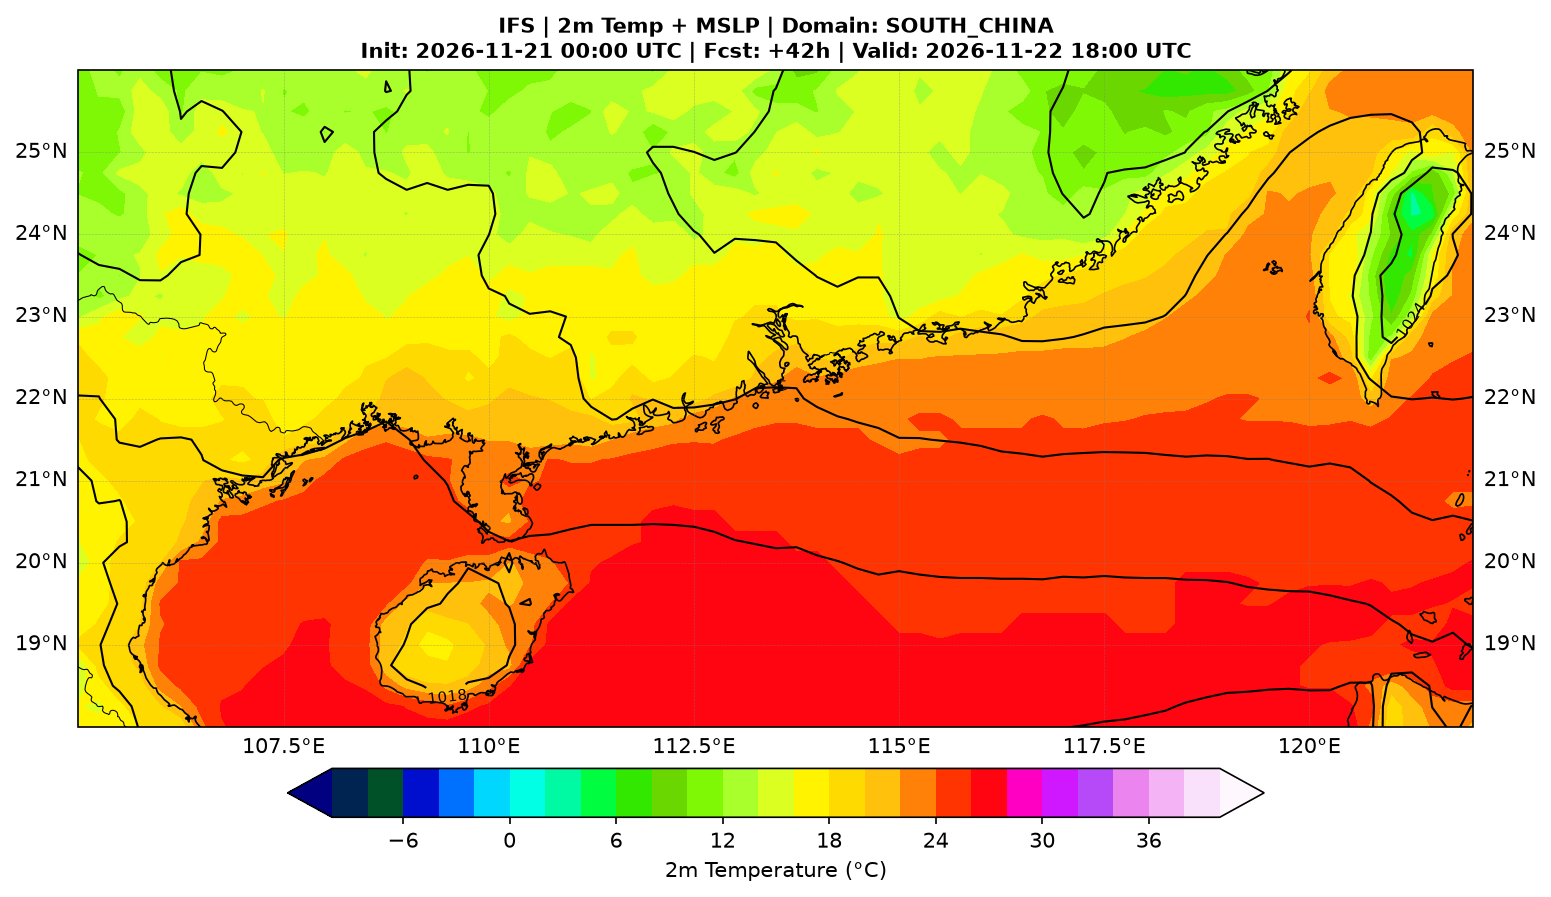 IFS | 2m Temp + MSLP | Domain: SOUTH_CHINA
Init: 2026-11-21 00:00 UTC | Fcst: +42h | Valid: 2026-11-22 18:00 UTC
25°N 25°N
24°N 24°N
23°N 1024 23°N
22°N 22°N
21°N 21°N
20°N 20°N
19°N 19°N
1018
107.5°E 110°E 112.5°E 115°E 117.5°E 120°E
−6 0 6 12 18 24 30 36
2m Temperature (°C)